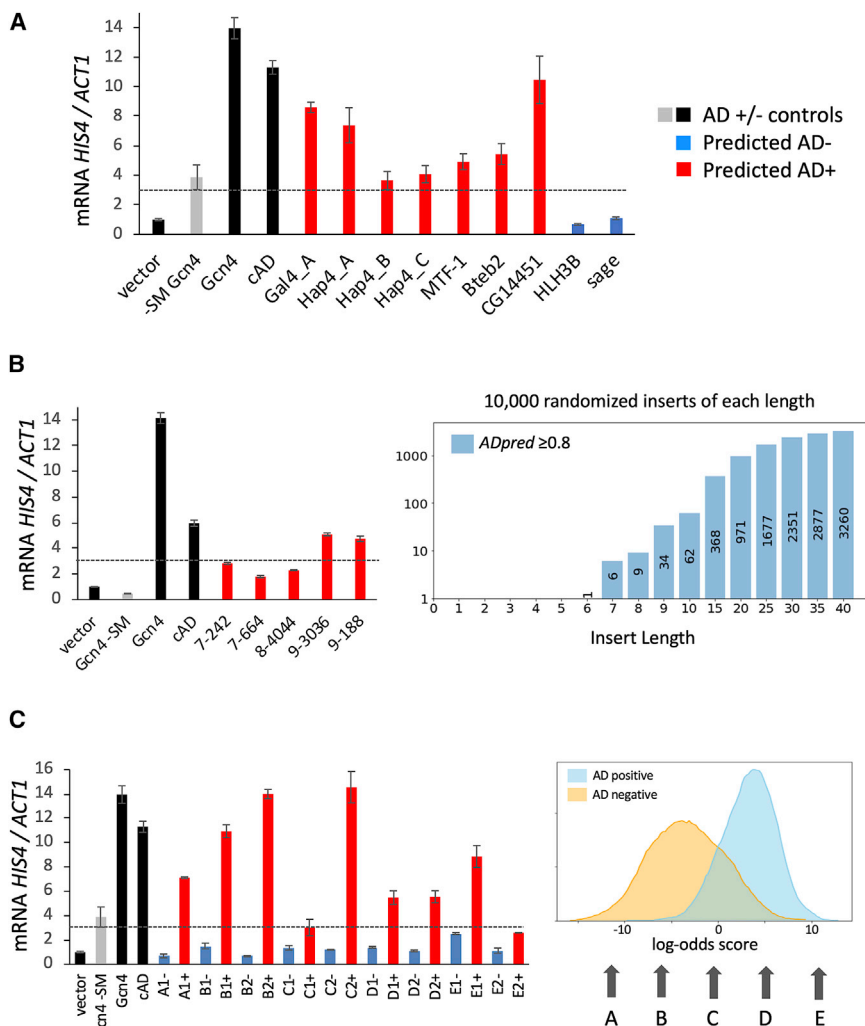 A
mRNA HIS4 / ACT1
14
12
10
8
6
4
2
0
vector
-SM Gcn4
Gcn4
cAD
Gal4_A
Hap4_A
Hap4_B
Hap4_C
MTF-1
Bteb2
CG14451
HLH3B
sage
AD +/- controls
Predicted AD-
Predicted AD+
B
mRNA HIS4 / ACT1
14
12
10
8
6
4
2
0
vector
Gcn4 -SM
Gcn4
cAD
7-242
7-664
8-4044
9-3036
9-188
10,000 randomized inserts of each length
ADpred ≥0.8
1000
100
10
1
1
6
9
34
62
368
971
1677
2351
2877
3260
0 1 2 3 4 5 6 7 8 9 10 15 20 25 30 35 40
Insert Length
C
mRNA HIS4 / ACT1
16
14
12
10
8
6
4
2
0
vector
cn4 -SM
Gcn4
cAD
A1-
A1+
B1-
B1+
B2-
B2+
C1-
C1+
C2-
C2+
D1-
D1+
D2-
D2+
E1-
E1+
E2-
E2+
AD positive
AD negative
-10 0 10
log-odds score
A B C D E